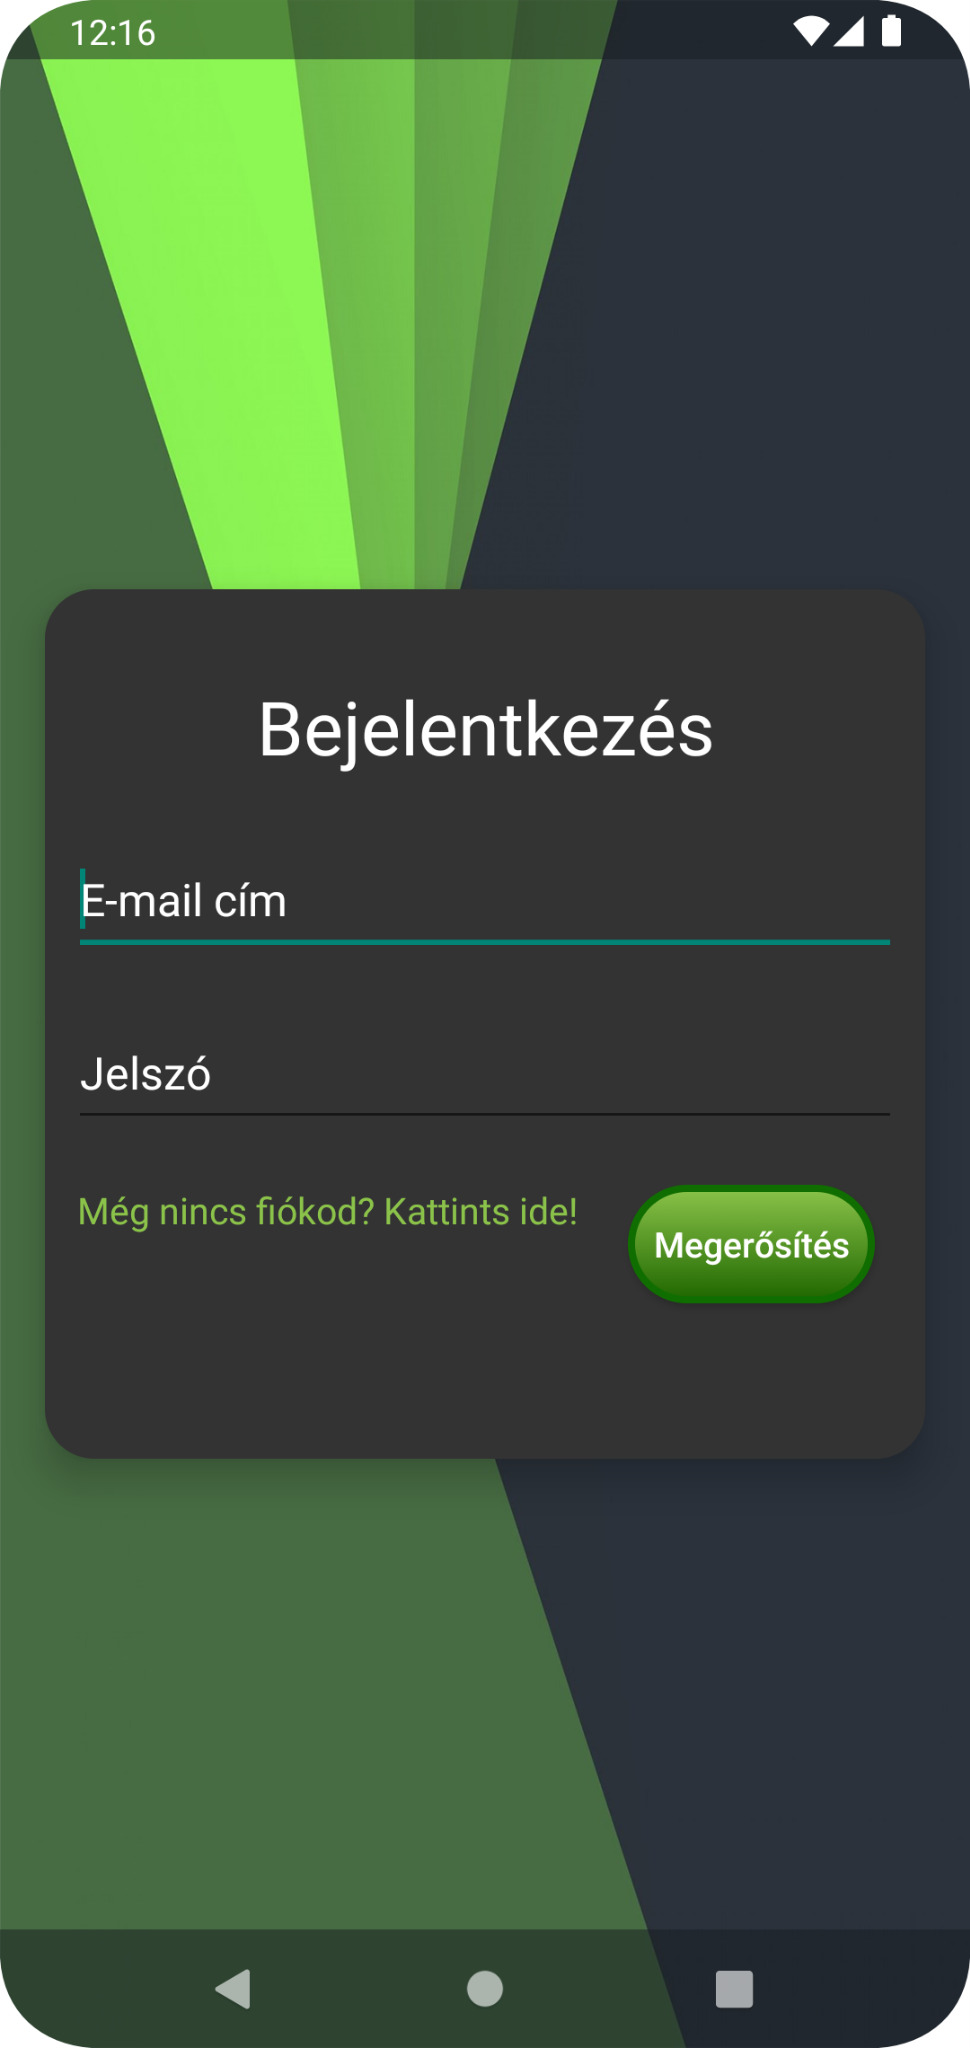 12:16
Bejelentkezés
E-mail cím
Jelszó
Még nincs fiókod? Kattints ide!
Megerősítés